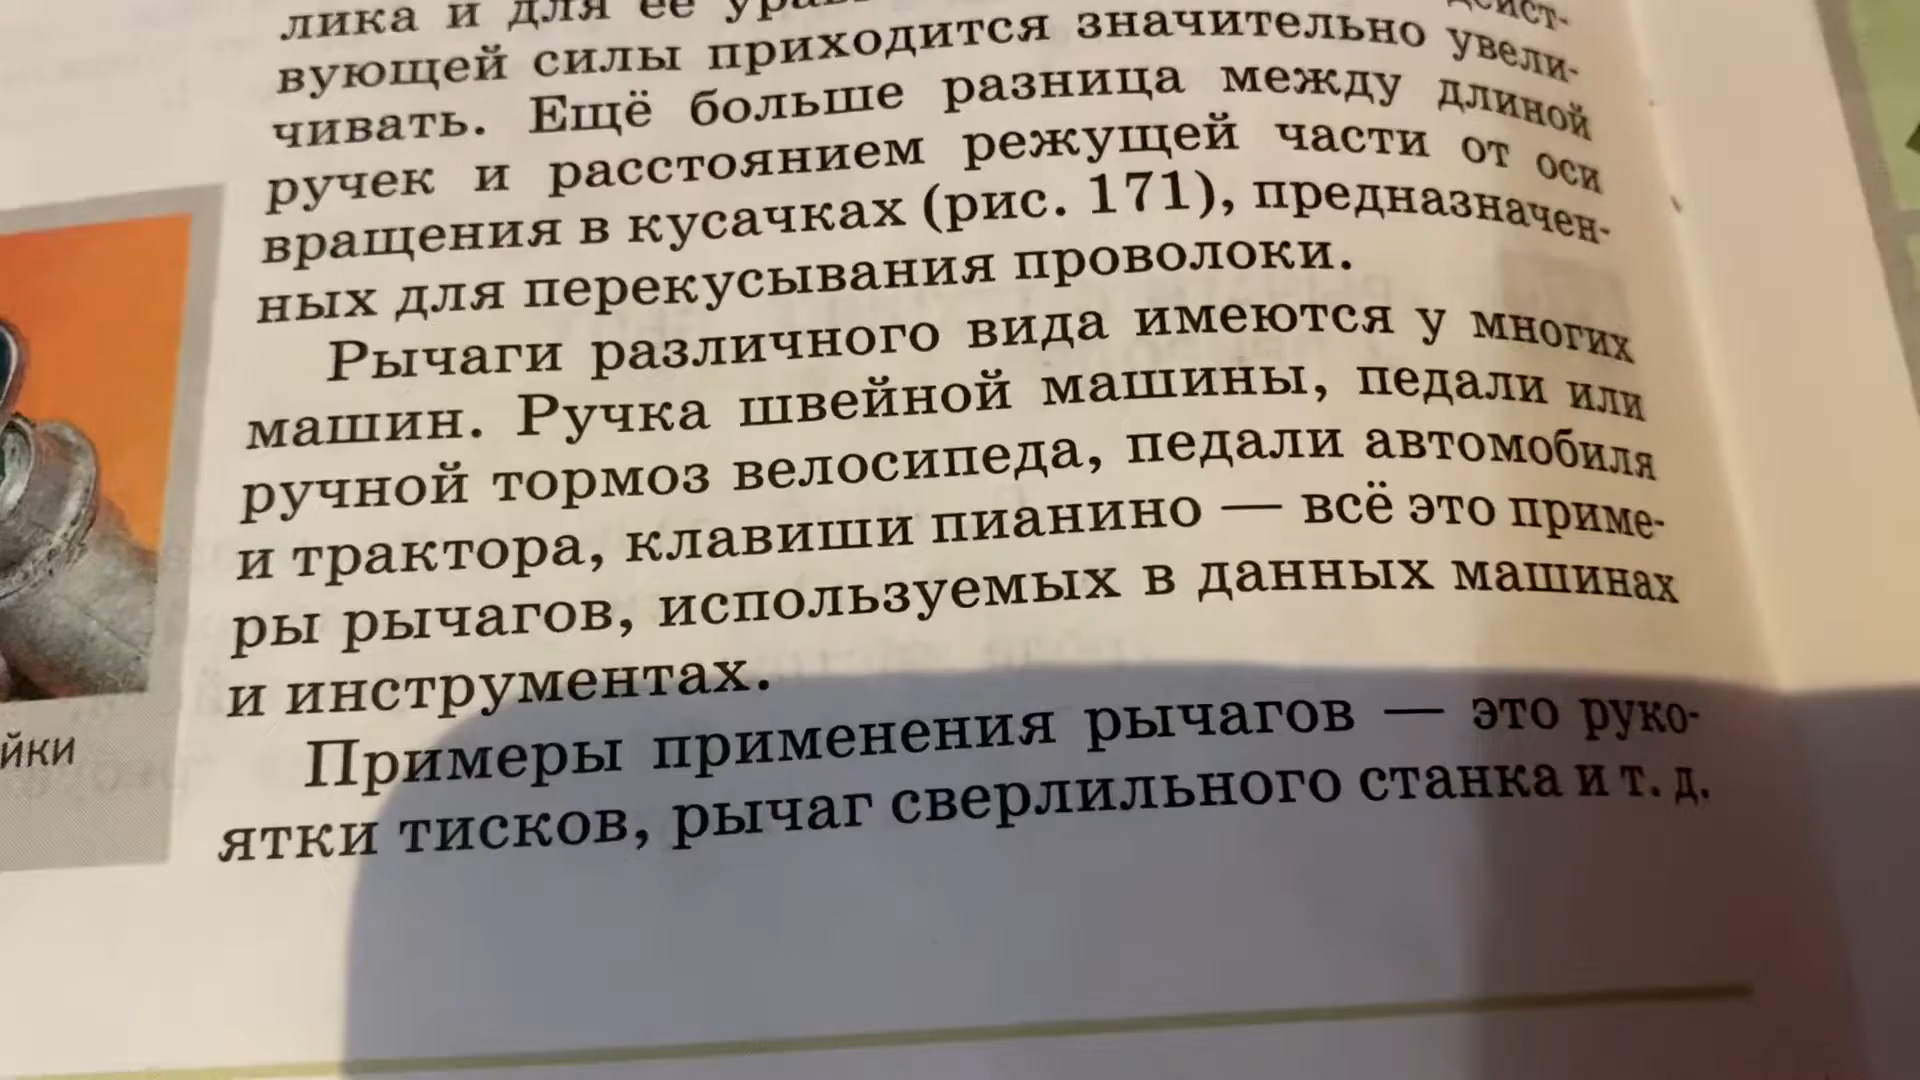 лика и для её
вующей силы приходится значительно увели-
чивать. Ещё больше разница между длиной
ручек и расстоянием режущей части от оси
вращения в кусачках (рис. 171), предназначен-
ных для перекусывания проволоки.
Рычаги различного вида имеются у многих
машин. Ручка швейной машины, педали или
ручной тормоз велосипеда, педали автомобиля
и трактора, клавиши пианино — всё это приме-
ры рычагов, используемых в данных машинах
и инструментах.
Примеры применения рычагов — это руко-
ятки тисков, рычаг сверлильного станка и т. д.
йки